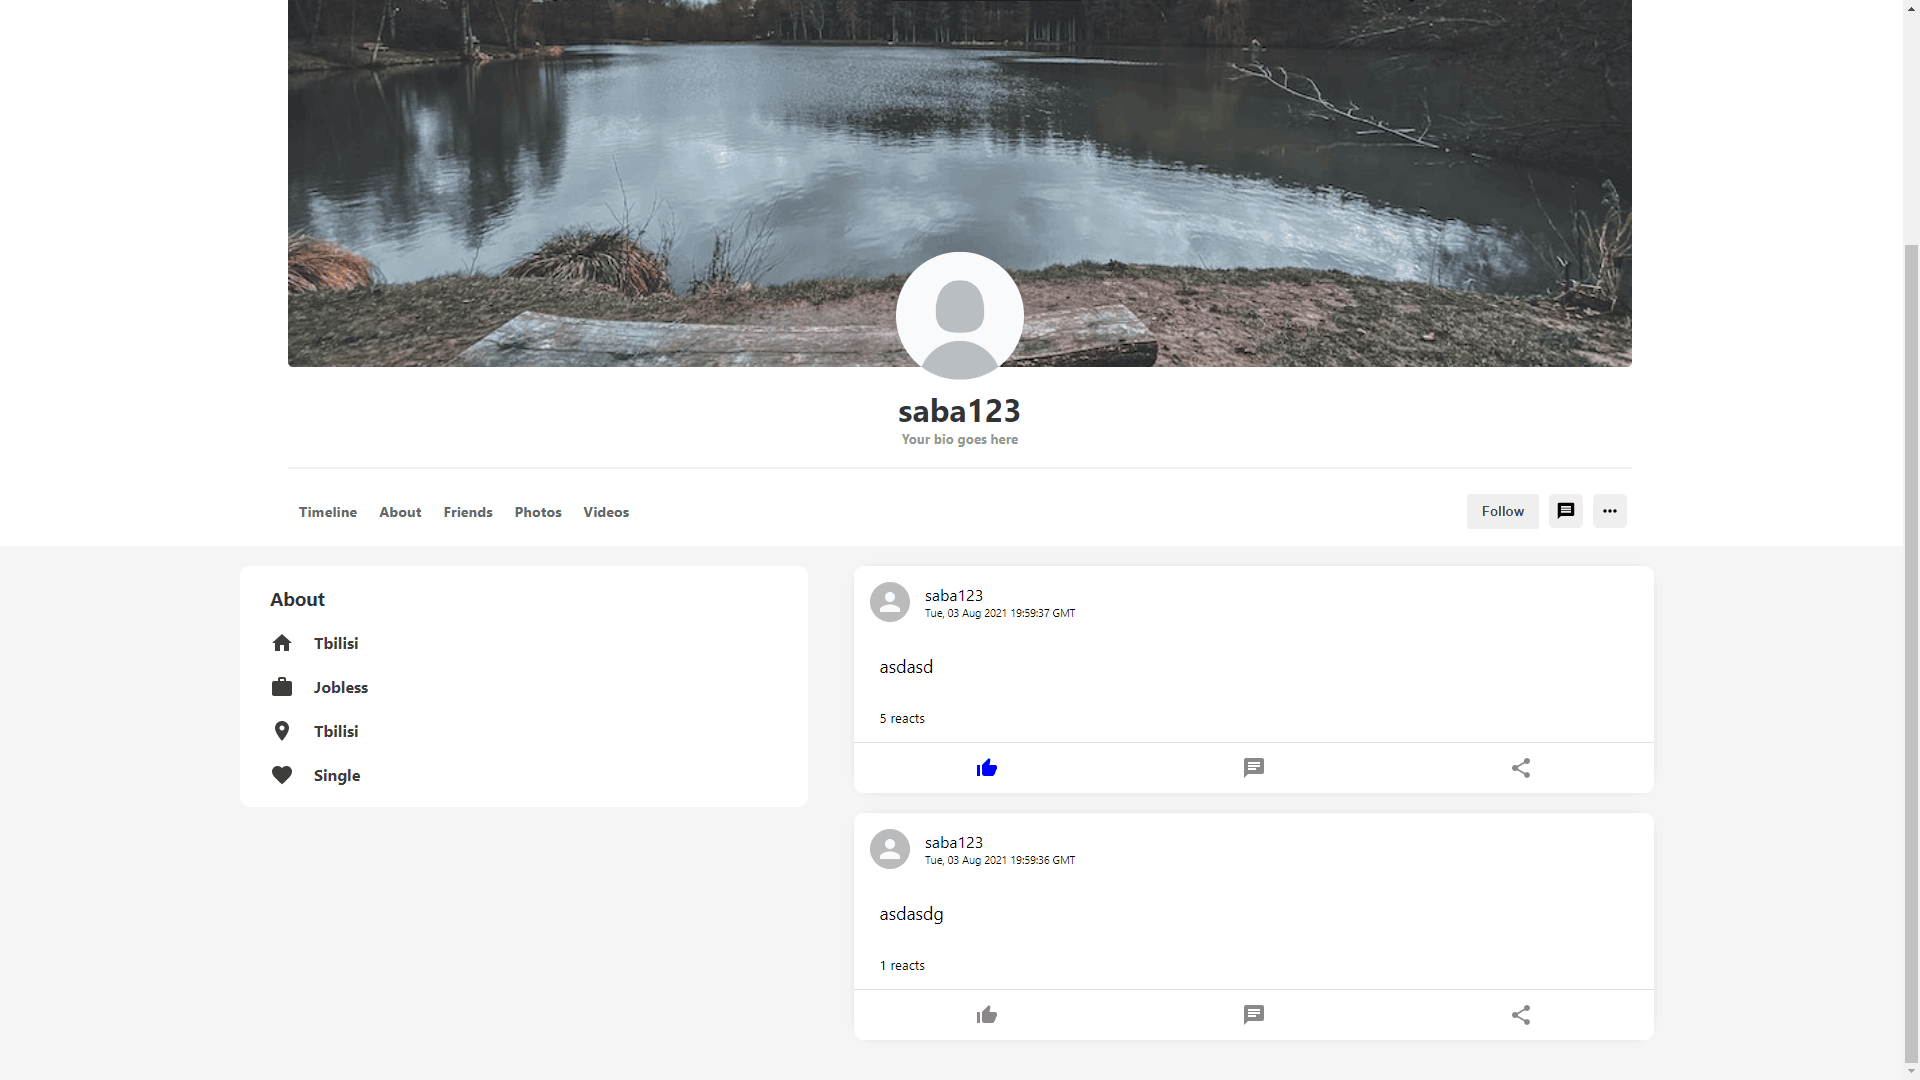 saba123
Your bio goes here
Timeline About Friends Photos Videos Follow
About
Tbilisi
Jobless
Tbilisi
Single
saba123
Tue, 03 Aug 2021 19:59:37 GMT
asdasd
5 reacts
saba123
Tue, 03 Aug 2021 19:59:36 GMT
asdasdg
1 reacts